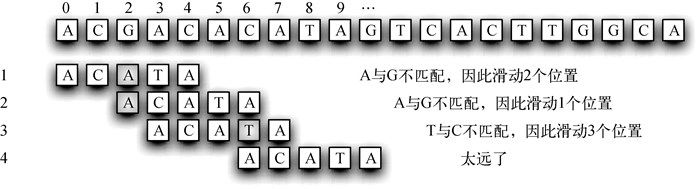 0 1 2 3 4 5 6 7 8 9 …
A C G A C A C A T A G T C A C T T G G C A
1 A C A T A A与G不匹配，因此滑动2个位置
2 A C A T A A与G不匹配，因此滑动1个位置
3 A C A T A T与C不匹配，因此滑动3个位置
4 A C A T A 太远了